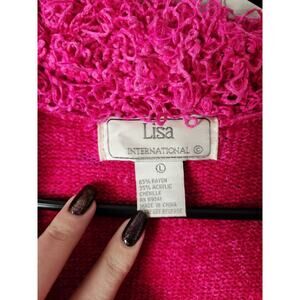 Lisa
INTERNATIONAL ©
L
65% RAYON
35% ACRYLIC
CHENILLE
MADE IN CHINA